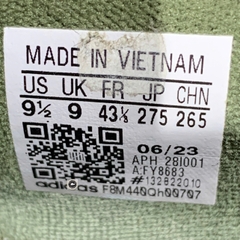 MADE IN VIETNAM
US UK FR JP CHN
9½ 9 43⅓ 275 265
06/23
APH 28I001
A:FY8683
#132822010
adidas F8M440Qh00707